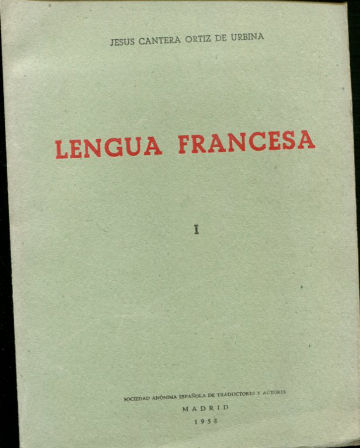 JESUS CANTERA ORTIZ DE URBINA
LENGUA FRANCESA
I
SOCIEDAD ANÓNIMA ESPAÑOLA DE TRADUCTORES Y AUTORES
MADRID
1958